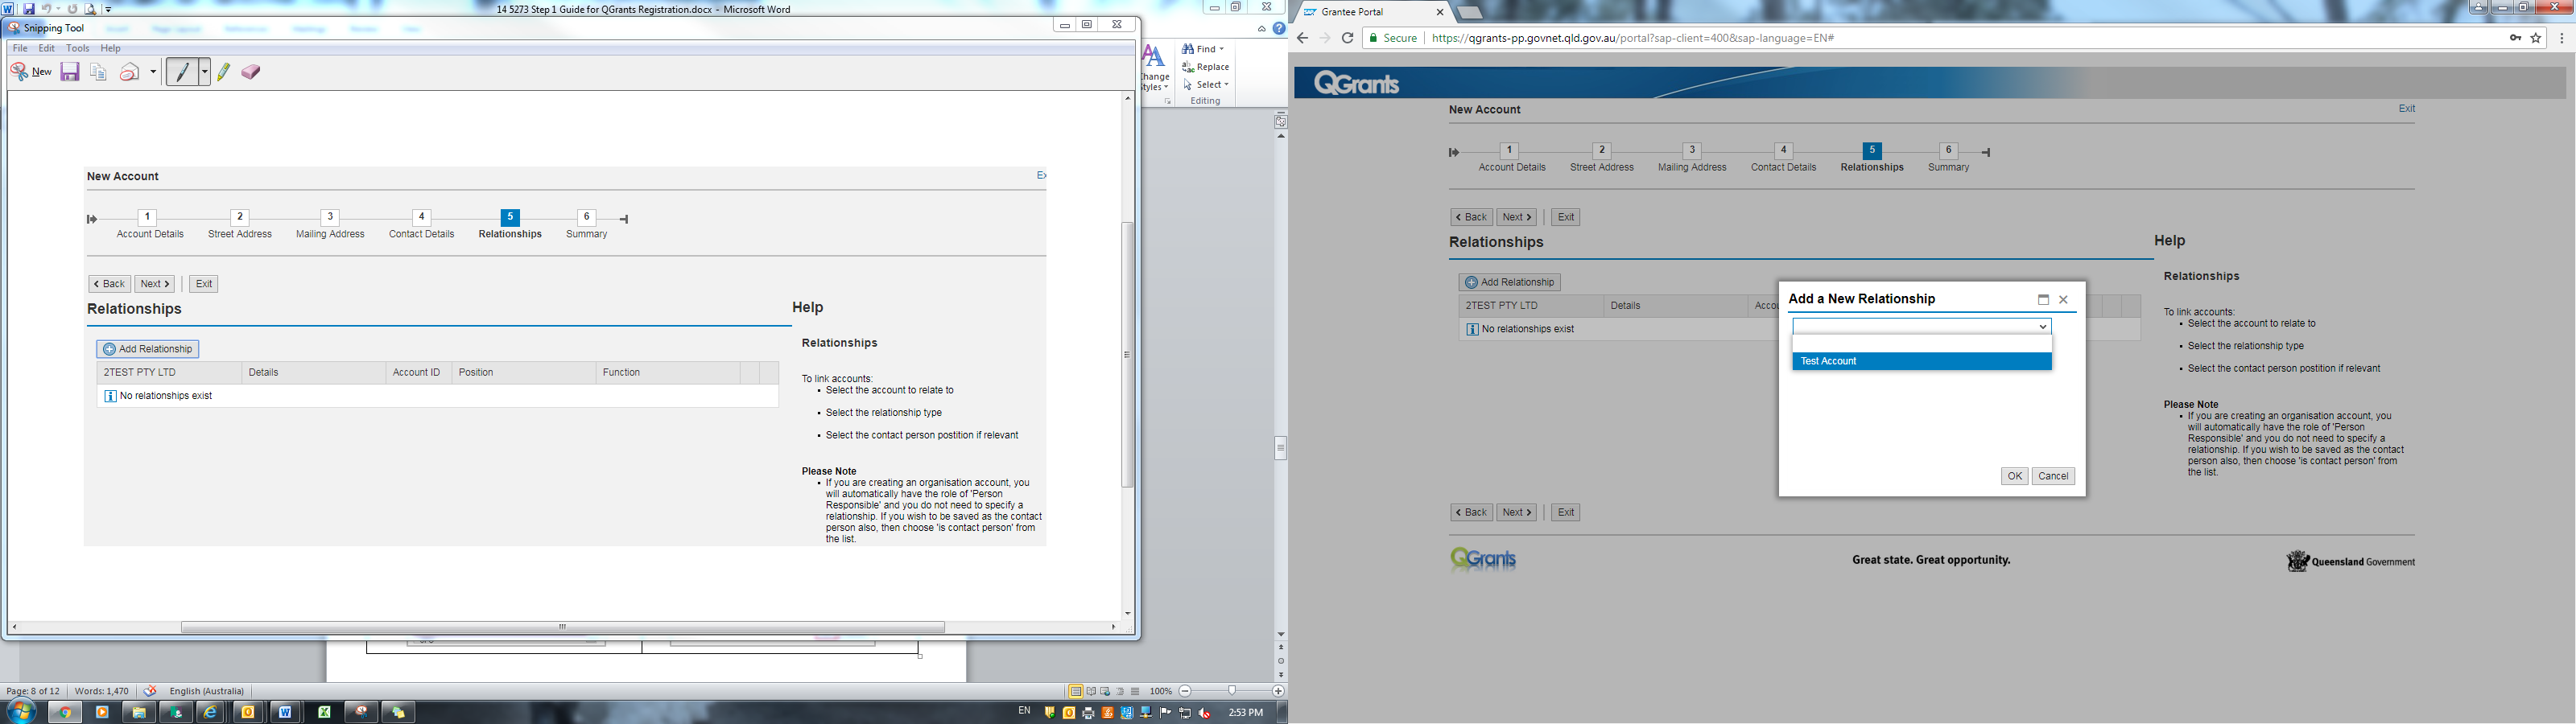 14 5273 Step 1 Guide for QGrants Registration.docx - Microsoft Word
Snipping Tool
File Edit Tools Help
New
Change
Styles
Find
Replace
Select
Editing
New Account
1 2 3 4 5 6
Account Details Street Address Mailing Address Contact Details Relationships Summary
Back Next Exit
Relationships
Add Relationship
2TEST PTY LTD Details Account ID Position Function
No relationships exist
Help
Relationships
To link accounts:
▪ Select the account to relate to
▪ Select the relationship type
▪ Select the contact person postition if relevant
Please Note
▪ If you are creating an organisation account, you
will automatically have the role of 'Person
Responsible' and you do not need to specify a
relationship. If you wish to be saved as the contact
person also, then choose 'is contact person' from
the list.
Page: 8 of 12 Words: 1,470 English (Australia) 100%
EN 2:53 PM
Grantee Portal
Secure https://qgrants-pp.govnet.qld.gov.au/portal?sap-client=400&sap-language=EN#
QGrants
New Account Exit
1 2 3 4 5 6
Account Details Street Address Mailing Address Contact Details Relationships Summary
Back Next Exit
Relationships
Add Relationship
2TEST PTY LTD Details Accou
No relationships exist
Add a New Relationship
Test Account
OK Cancel
Help
Relationships
To link accounts:
▪ Select the account to relate to
▪ Select the relationship type
▪ Select the contact person postition if relevant
Please Note
▪ If you are creating an organisation account, you
will automatically have the role of 'Person
Responsible' and you do not need to specify a
relationship. If you wish to be saved as the contact
person also, then choose 'is contact person' from
the list.
Back Next Exit
QGrants Great state. Great opportunity. Queensland Government